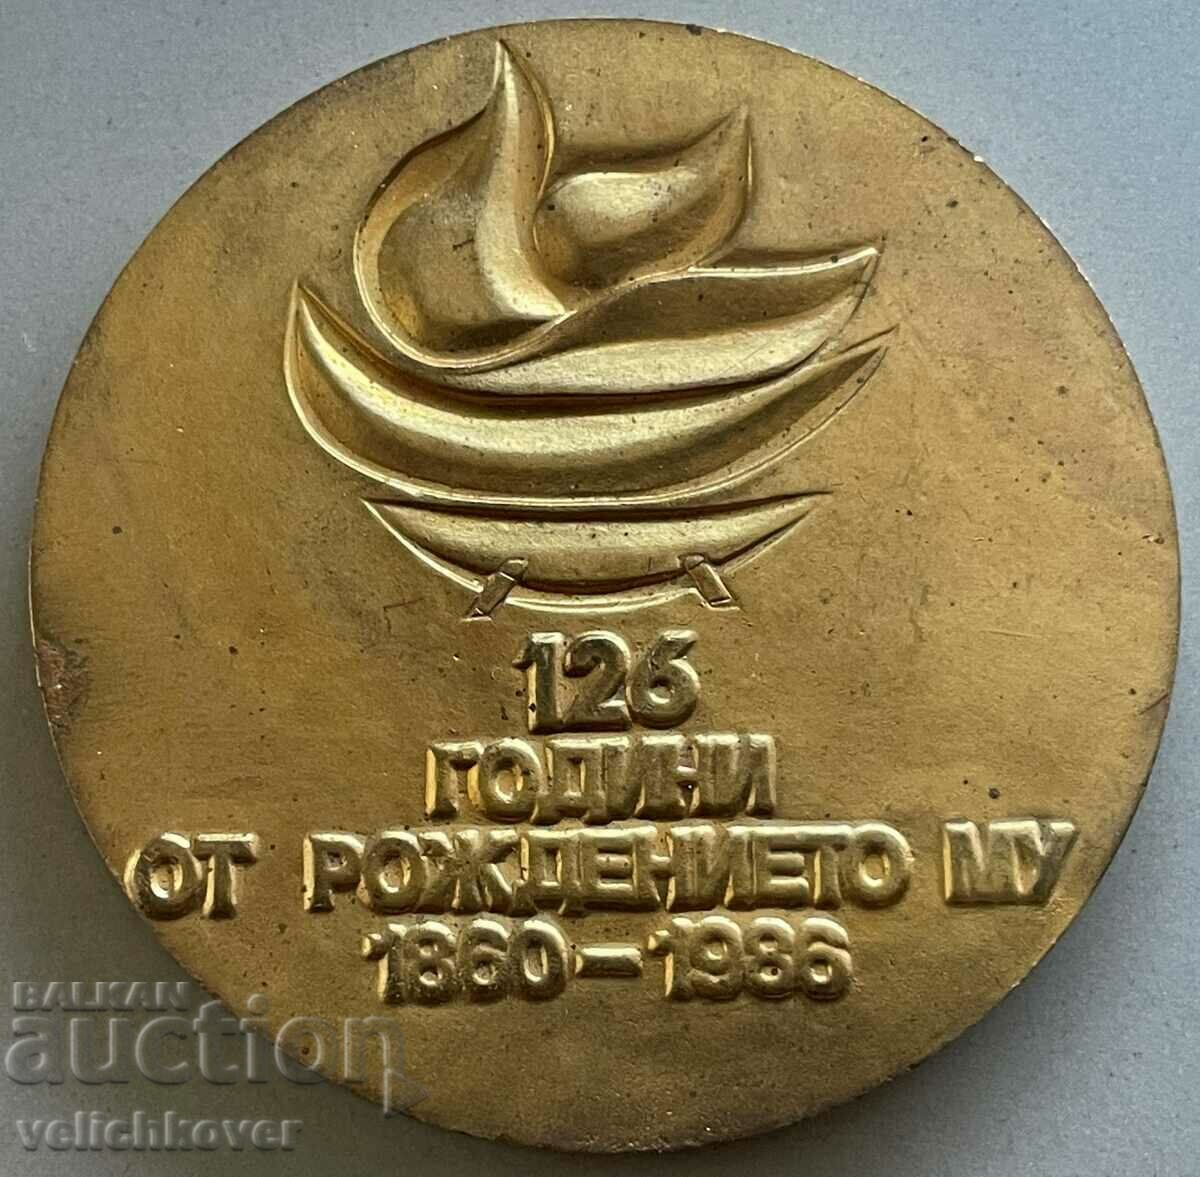 126
ГОДИНИ
ОТ РОЖДЕНИЕТО МУ
1860-1986
BALKAN
auction
velichkover